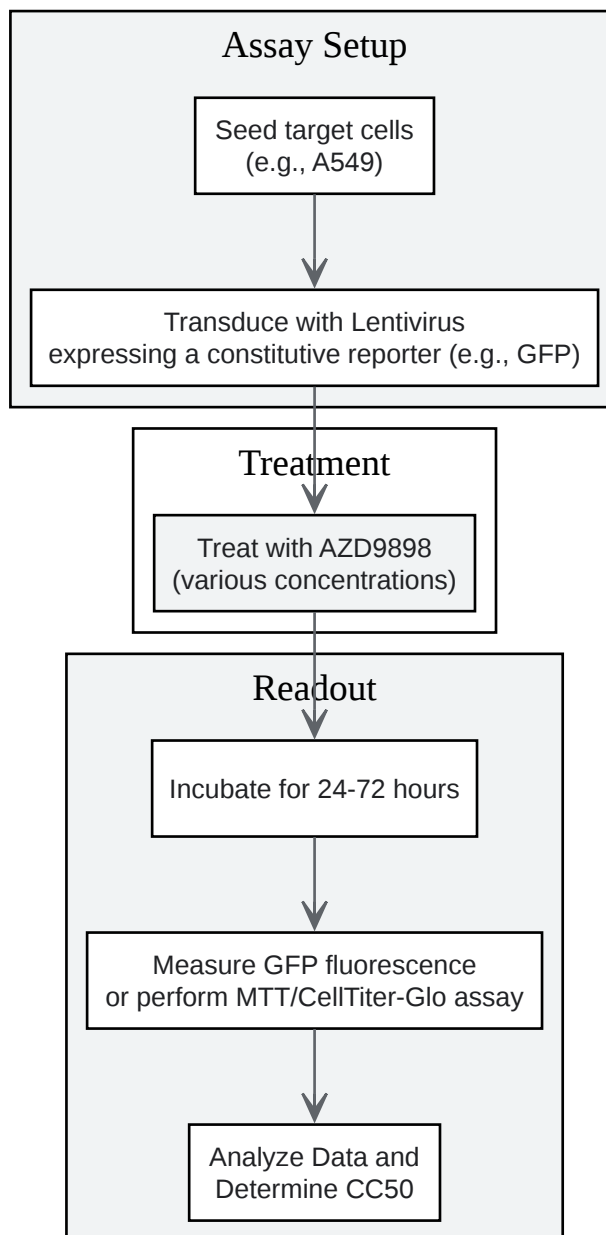 Assay Setup
Seed target cells
(e.g., A549)
Transduce with Lentivirus
expressing a constitutive reporter (e.g., GFP)
Treatment
Treat with AZD9898
(various concentrations)
Readout
Incubate for 24-72 hours
Measure GFP fluorescence
or perform MTT/CellTiter-Glo assay
Analyze Data and
Determine CC50